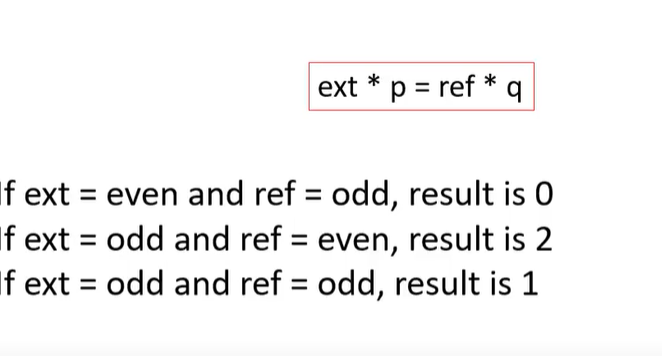 ext * p = ref * q
If ext = even and ref = odd, result is 0
If ext = odd and ref = even, result is 2
If ext = odd and ref = odd, result is 1